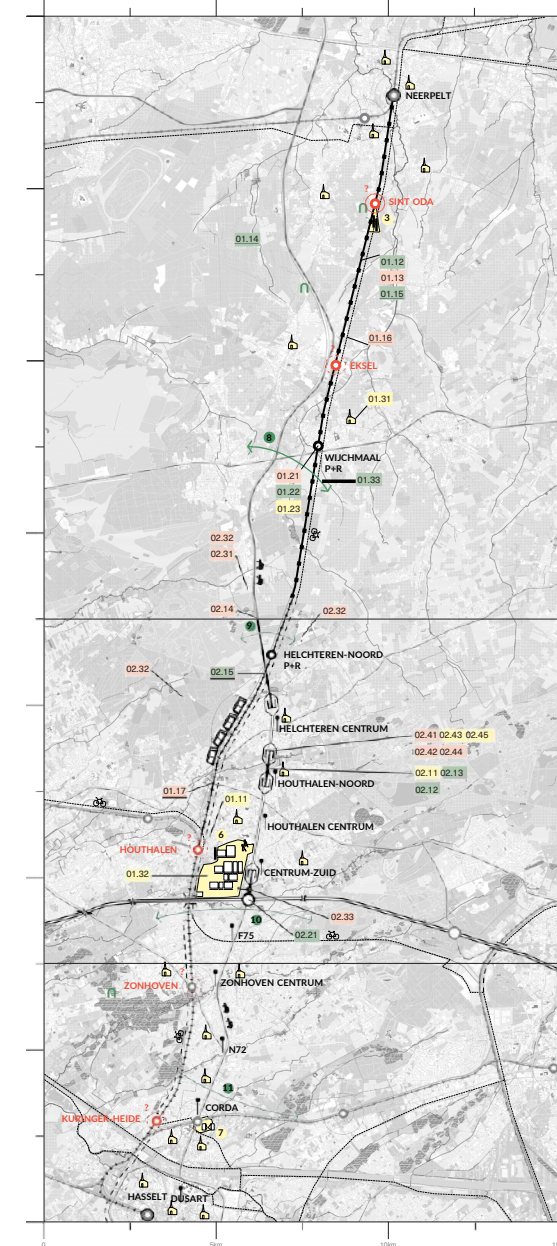 NEERPELT
?
SINT ODA
3
01.14
01.12
01.13
01.15
01.16
?
EKSEL
01.31
8
WIJCHMAAL
P+R
01.21
01.33
01.22
01.23
02.32
02.31
02.14
02.32
9
HELCHTEREN-NOORD
P+R
02.32
02.15
HELCHTEREN CENTRUM
02.41 02.43 02.45
02.42 02.44
02.11 02.13
HOUTHALEN-NOORD
02.12
01.17
01.11
HOUTHALEN CENTRUM
6
?
HOUTHALEN
CENTRUM-ZUID
01.32
10
02.33
F75
02.21
?
ZONHOVEN
ZONHOVEN CENTRUM
N72
11
CORDA
?
KURINGER-HEIDE
7
HASSELT
DUSART
0
5km
10km